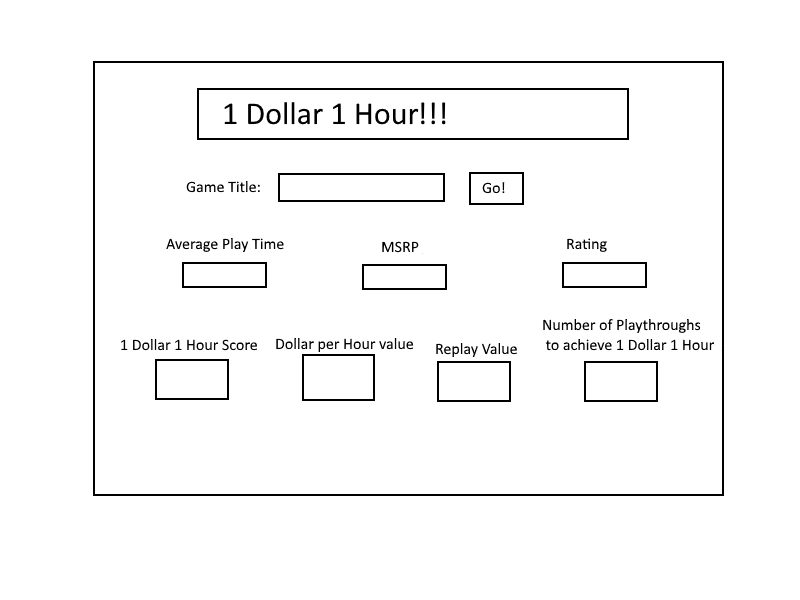 1 Dollar 1 Hour!!!
Game Title:
Go!
Average Play Time
MSRP
Rating
1 Dollar 1 Hour Score
Dollar per Hour value
Replay Value
Number of Playthroughs
to achieve 1 Dollar 1 Hour